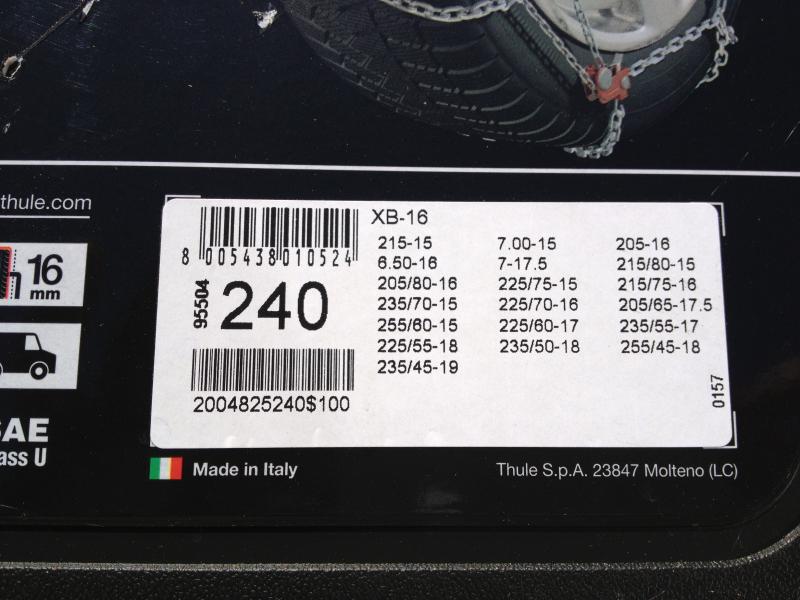 thule.com
16
mm
SAE
ass U
XB-16
8 005438 010524
95504
240
2004825240$100
215-15 7.00-15 205-16
6.50-16 7-17.5 215/80-15
205/80-16 225/75-15 215/75-16
235/70-15 225/70-16 205/65-17.5
255/60-15 225/60-17 235/55-17
225/55-18 235/50-18 255/45-18
235/45-19
0157
Made in Italy
Thule S.p.A. 23847 Molteno (LC)